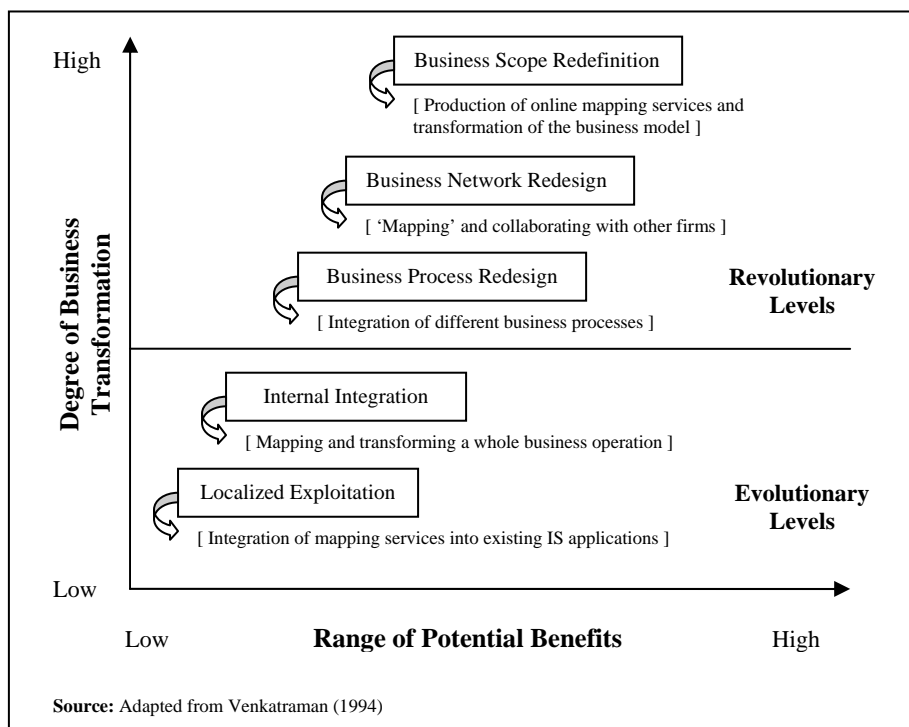 High
Business Scope Redefinition
[ Production of online mapping services and
transformation of the business model ]
Business Network Redesign
[ ‘Mapping’ and collaborating with other firms ]
Business Process Redesign
[ Integration of different business processes ]
Revolutionary
Levels
Degree of Business
Transformation
Internal Integration
[ Mapping and transforming a whole business operation ]
Localized Exploitation
[ Integration of mapping services into existing IS applications ]
Evolutionary
Levels
Low
Low
Range of Potential Benefits
High
Source: Adapted from Venkatraman (1994)